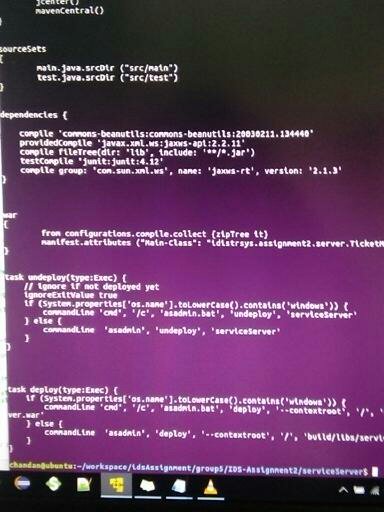 jcenter()
mavenCentral()
}
sourceSets
{
main.java.srcDir ("src/main")
test.java.srcDir ("src/test")
}
dependencies {
compile 'commons-beanutils:commons-beanutils:20030211.134440'
providedCompile 'javax.xml.ws:jaxws-api:2.2.11'
compile fileTree(dir: 'lib', include: '**/*.jar')
testCompile 'junit:junit:4.12'
compile group: 'com.sun.xml.ws', name: 'jaxws-rt', version: '2.1.3'
}
war
{
from configurations.compile.collect {zipTree it}
manifest.attributes ("Main-Class": "idistrsys.assignment2.server.TicketM
}
task undeploy(type:Exec) {
// ignore if not deployed yet
ignoreExitValue true
if (System.properties['os.name'].toLowerCase().contains('windows')) {
commandLine 'cmd', '/c', 'asadmin.bat', 'undeploy', 'serviceServer'
} else {
commandLine 'asadmin', 'undeploy', 'serviceServer'
}
}
task deploy(type:Exec) {
if (System.properties['os.name'].toLowerCase().contains('windows')) {
commandLine 'cmd', '/c', 'asadmin.bat', 'deploy', '--contextroot', '/', '
ver.war'
} else {
commandLine 'asadmin', 'deploy', '--contextroot', '/', 'build/libs/servic
}
}
chandan@ubuntu:~/workspace/idsAssignment/group5/IDS-Assignment2/serviceServer$